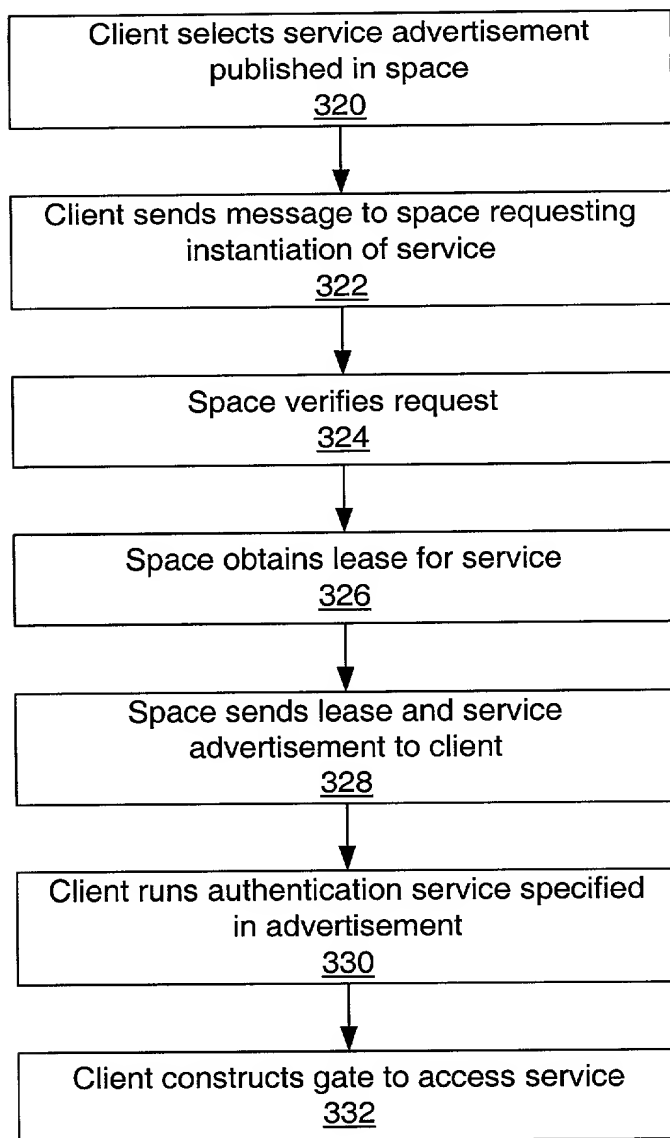 Client selects service advertisement
published in space
320
Client sends message to space requesting
instantiation of service
322
Space verifies request
324
Space obtains lease for service
326
Space sends lease and service
advertisement to client
328
Client runs authentication service specified
in advertisement
330
Client constructs gate to access service
332